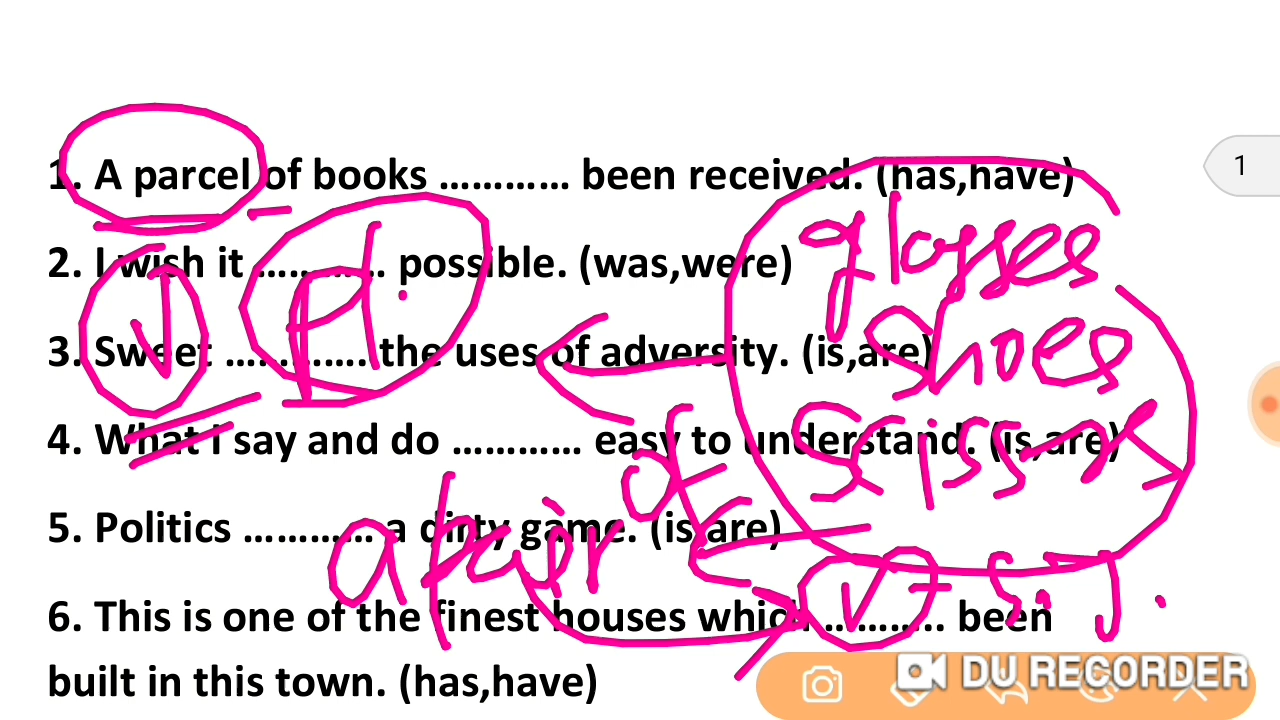 1. A parcel of books ............ been received. (has,have)
1
2. I wish it ............ possible. (was,were)
glasses
pl.
3. Sweet ............. the uses of adversity. (is,are)
V
shoes
4. What I say and do ............ easy to understand. (is,are)
scissors
5. Politics ............ a dirty game. (is,are)
a pair of
V + S.
6. This is one of the finest houses which ........... been
built in this town. (has,have)
DU RECORDER